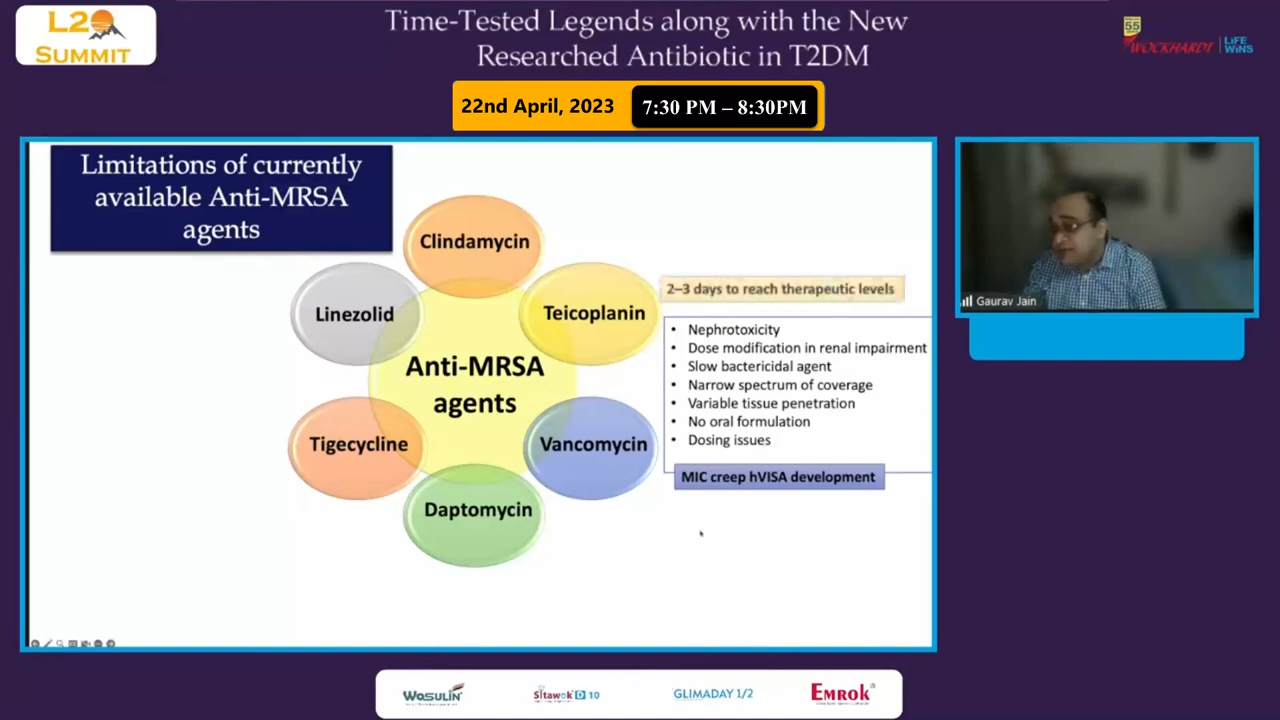 L20
SUMMIT
Time-Tested Legends along with the New
Researched Antibiotic in T2DM
55
WOCKHARDT
LIFE
WINS
22nd April, 2023
7:30 PM – 8:30PM
Limitations of currently
available Anti-MRSA
agents
Clindamycin
Linezolid
Teicoplanin
Anti-MRSA
agents
Tigecycline
Vancomycin
Daptomycin
2–3 days to reach therapeutic levels
• Nephrotoxicity
• Dose modification in renal impairment
• Slow bactericidal agent
• Narrow spectrum of coverage
• Variable tissue penetration
• No oral formulation
• Dosing issues
MIC creep hVISA development
Gaurav Jain
WOSULIN
Sitawok D 10
GLIMADAY 1/2
EMROK